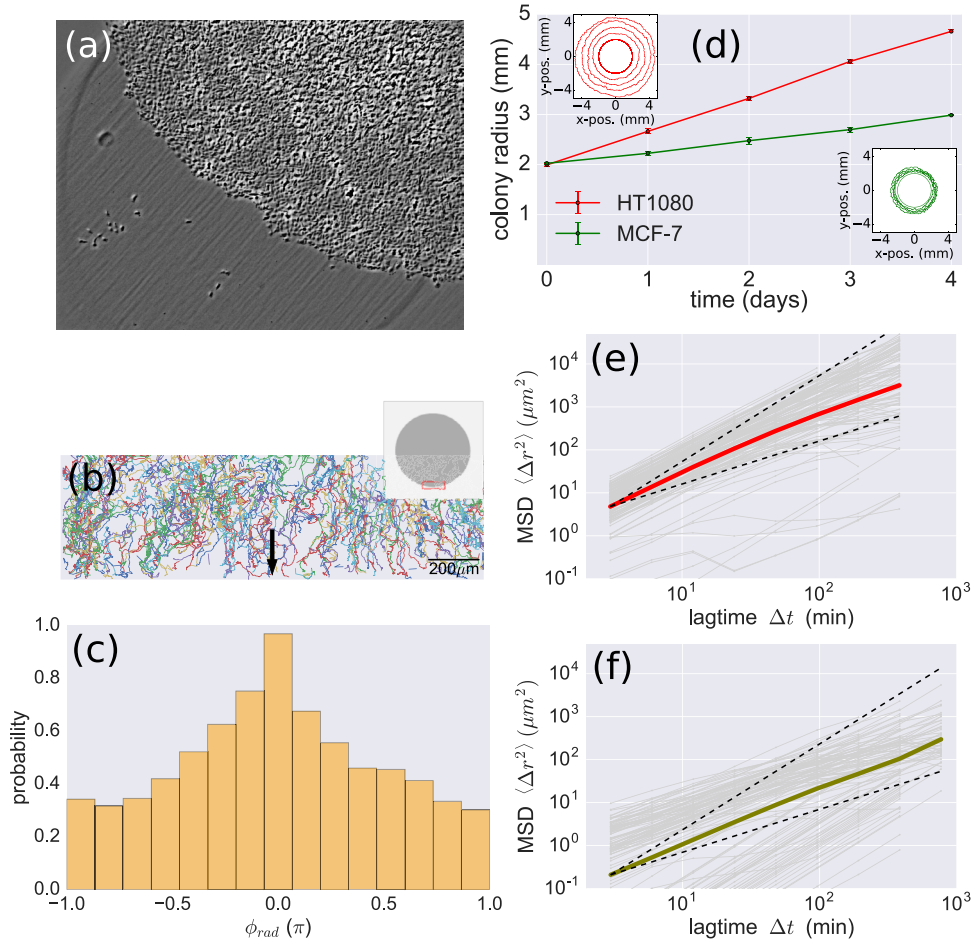 (a)
(b)
200μm
(c)
1.0
0.8
0.6
0.4
0.2
0.0
probability
−1.0
−0.5
0.0
0.5
1.0
ϕrad (π)
(d)
5
4
3
2
1
colony radius (mm)
0
1
2
3
4
time (days)
HT1080
MCF-7
y-pos. (mm)
4
0
−4
−4
0
4
x-pos. (mm)
y-pos. (mm)
4
0
−4
−4
0
4
x-pos. (mm)
(e)
MSD ⟨Δr²⟩ (μm²)
10⁴
10³
10²
10¹
10⁰
10⁻¹
10¹
10²
10³
lagtime Δt (min)
(f)
MSD ⟨Δr²⟩ (μm²)
10⁴
10³
10²
10¹
10⁰
10⁻¹
10¹
10²
10³
lagtime Δt (min)